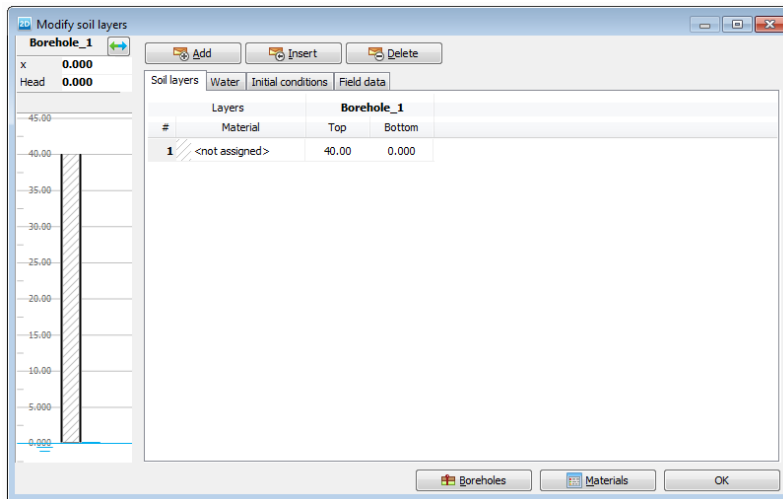 2D Modify soil layers
Borehole_1
x 0.000
Head 0.000
Add Insert Delete
Soil layers Water Initial conditions Field data
Layers Borehole_1
# Material Top Bottom
1 <not assigned> 40.00 0.000
45.00
40.00
35.00
30.00
25.00
20.00
15.00
10.00
5.000
0.000
Boreholes Materials OK